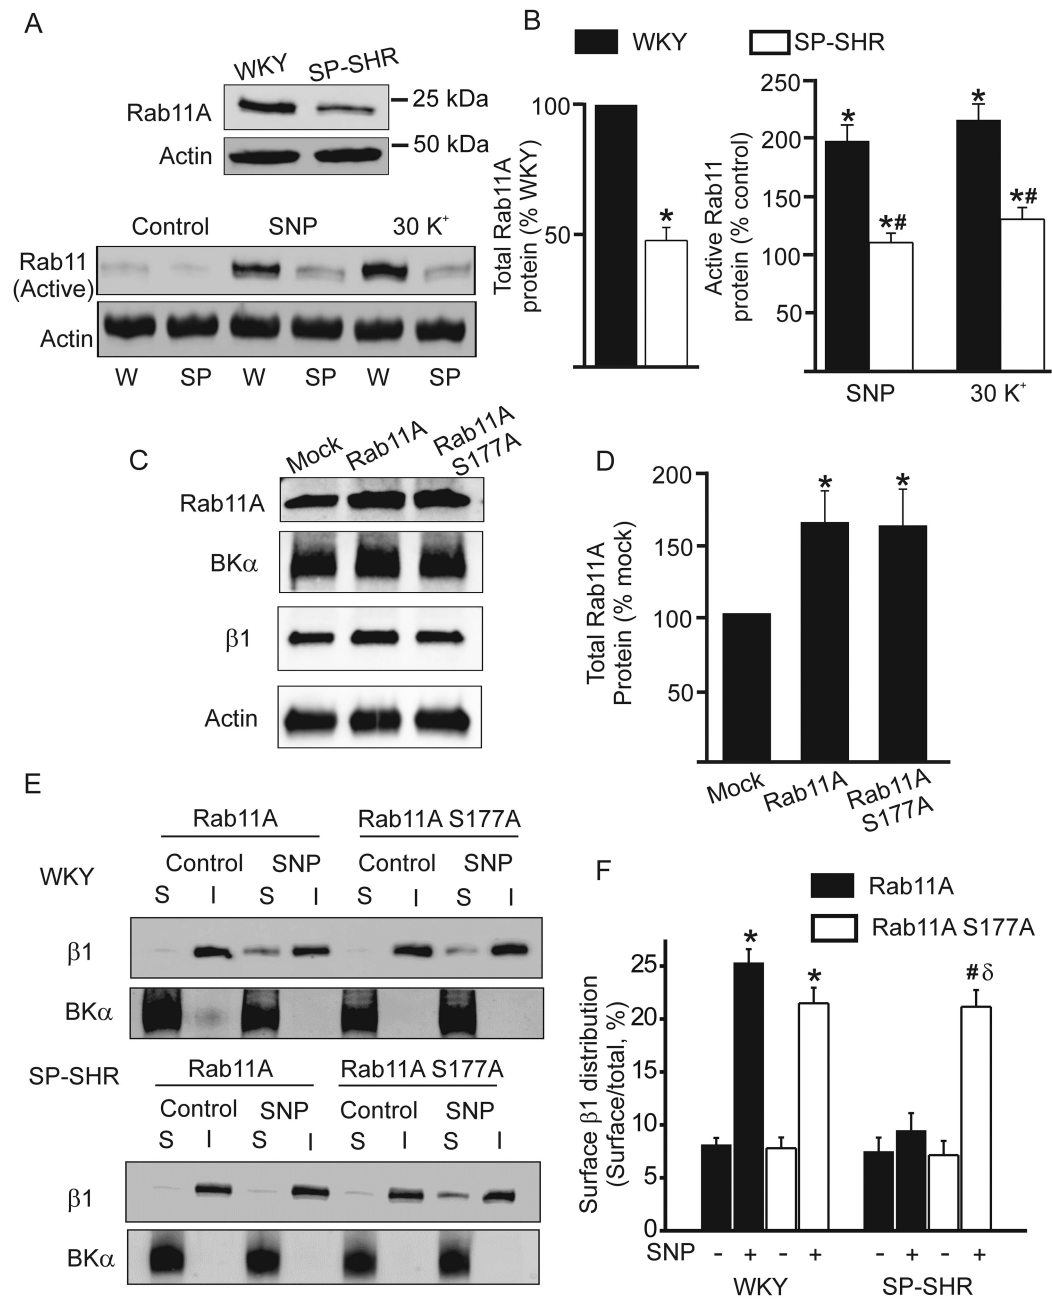 A
WKY SP-SHR
Rab11A
25 kDa
Actin
50 kDa
Control SNP 30 K⁺
Rab11
(Active)
Actin
W SP W SP W SP
B
WKY SP-SHR
Total Rab11A
protein (% WKY)
100
50
*
Active Rab11
protein (% control)
250
200
150
100
50
* *# * *#
SNP 30 K⁺
C
Mock Rab11A Rab11A
S177A
Rab11A
BKα
β1
Actin
D
Total Rab11A
Protein (% mock)
200
150
100
50
* *
Mock Rab11A Rab11A
S177A
E
Rab11A Rab11A S177A
Control SNP Control SNP
WKY
S I S I S I S I
β1
BKα
SP-SHR
Rab11A Rab11A S177A
Control SNP Control SNP
S I S I S I S I
β1
BKα
F
Rab11A
Rab11A S177A
Surface β1 distribution
(Surface/total, %)
25
20
15
10
5
0
* * #δ
SNP - + - + - + - +
WKY SP-SHR